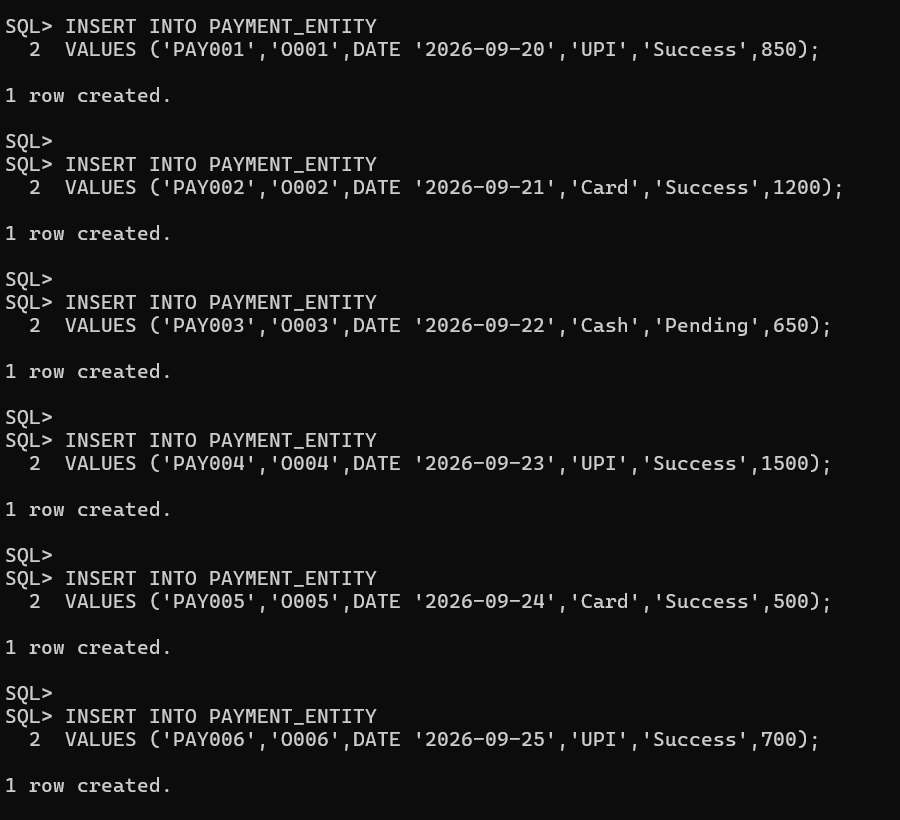 SQL> INSERT INTO PAYMENT_ENTITY
  2  VALUES ('PAY001','O001',DATE '2026-09-20','UPI','Success',850);
1 row created.
SQL>
SQL> INSERT INTO PAYMENT_ENTITY
  2  VALUES ('PAY002','O002',DATE '2026-09-21','Card','Success',1200);
1 row created.
SQL>
SQL> INSERT INTO PAYMENT_ENTITY
  2  VALUES ('PAY003','O003',DATE '2026-09-22','Cash','Pending',650);
1 row created.
SQL>
SQL> INSERT INTO PAYMENT_ENTITY
  2  VALUES ('PAY004','O004',DATE '2026-09-23','UPI','Success',1500);
1 row created.
SQL>
SQL> INSERT INTO PAYMENT_ENTITY
  2  VALUES ('PAY005','O005',DATE '2026-09-24','Card','Success',500);
1 row created.
SQL>
SQL> INSERT INTO PAYMENT_ENTITY
  2  VALUES ('PAY006','O006',DATE '2026-09-25','UPI','Success',700);
1 row created.